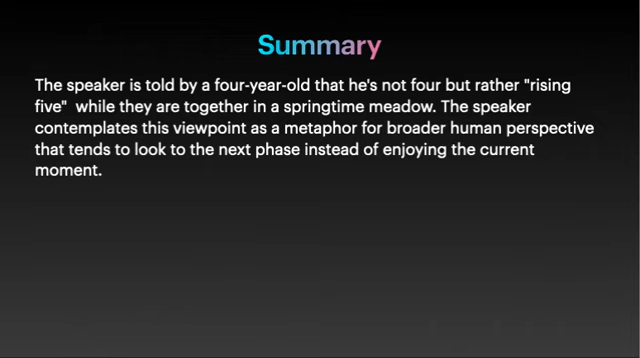 Summary
The speaker is told by a four-year-old that he's not four but rather "rising
five"  while they are together in a springtime meadow. The speaker
contemplates this viewpoint as a metaphor for broader human perspective
that tends to look to the next phase instead of enjoying the current
moment.